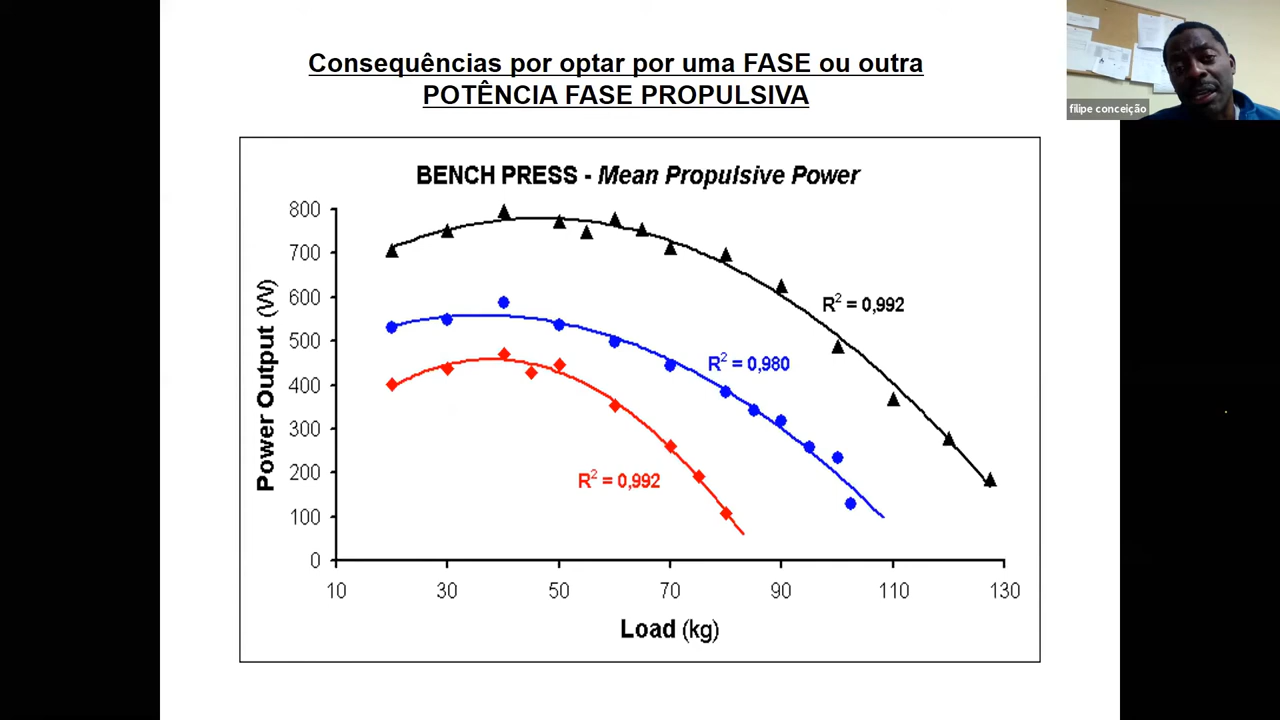 Consequências por optar por uma FASE ou outra
POTÊNCIA FASE PROPULSIVA
filipe conceição
BENCH PRESS - Mean Propulsive Power
800
700
600
500
400
300
200
100
0
Power Output (W)
R² = 0,992
R² = 0,980
R² = 0,992
10 30 50 70 90 110 130
Load (kg)